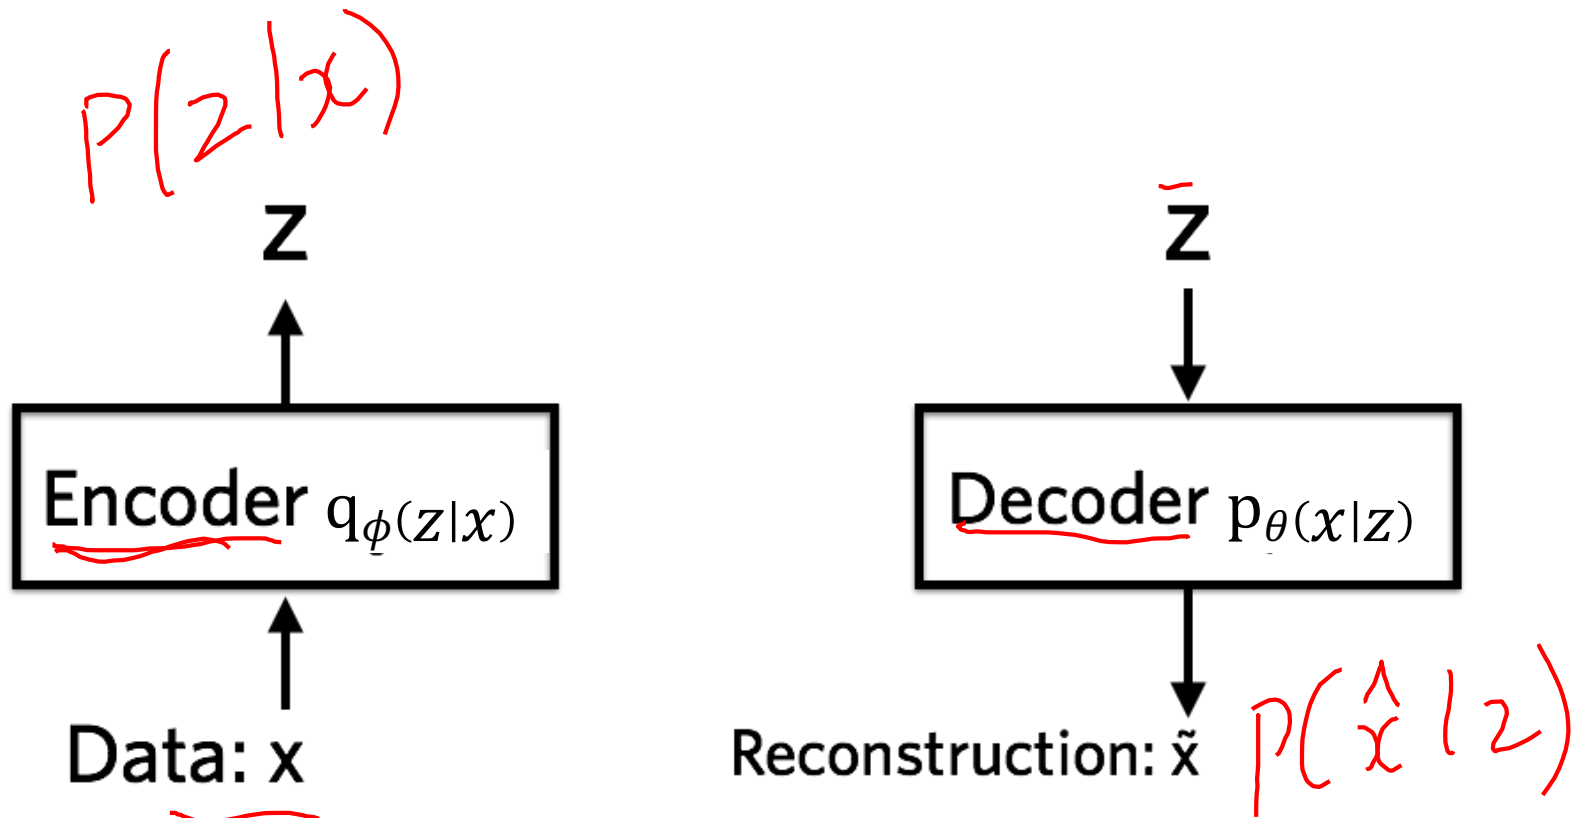 P(z|x)
z
z
Encoder qϕ(z|x)
Decoder pθ(x|z)
Data: x
Reconstruction: x̃
P(x̂|z)